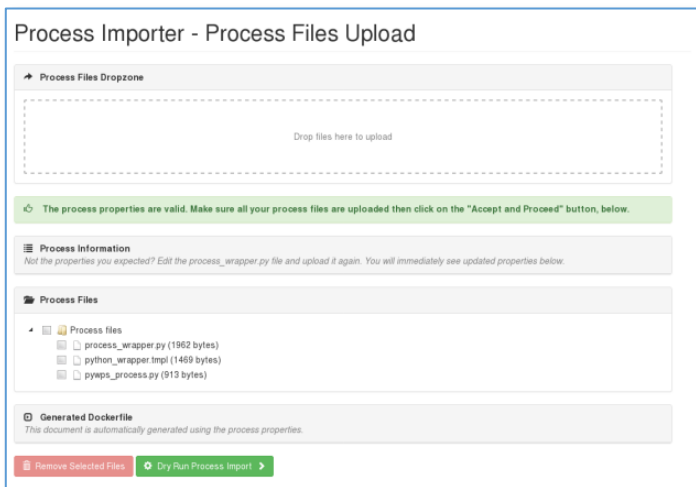 Process Importer - Process Files Upload
Process Files Dropzone
Drop files here to upload
The process properties are valid. Make sure all your process files are uploaded then click on the "Accept and Proceed" button, below.
Process Information
Not the properties you expected? Edit the process_wrapper.py file and upload it again. You will immediately see updated properties below.
Process Files
Process files
process_wrapper.py (1962 bytes)
python_wrapper.tmpl (1469 bytes)
pywps_process.py (913 bytes)
Generated Dockerfile
This document is automatically generated using the process properties.
Remove Selected Files Dry Run Process Import